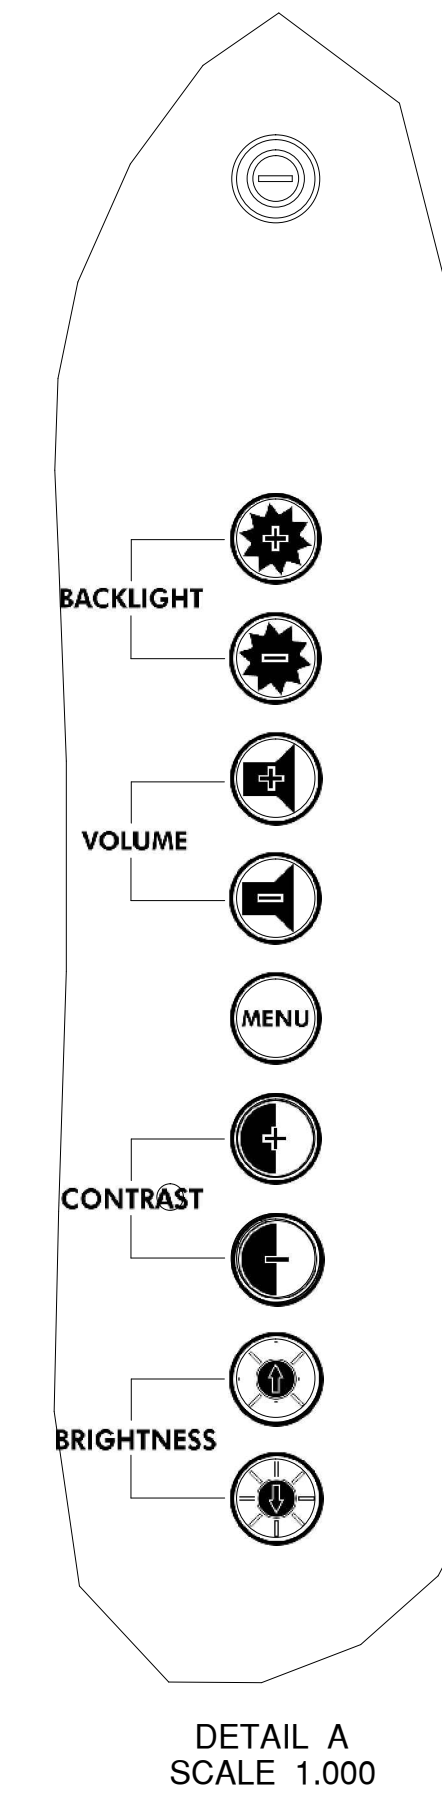 BACKLIGHT
VOLUME
MENU
CONTRAST
BRIGHTNESS
DETAIL A
SCALE 1.000